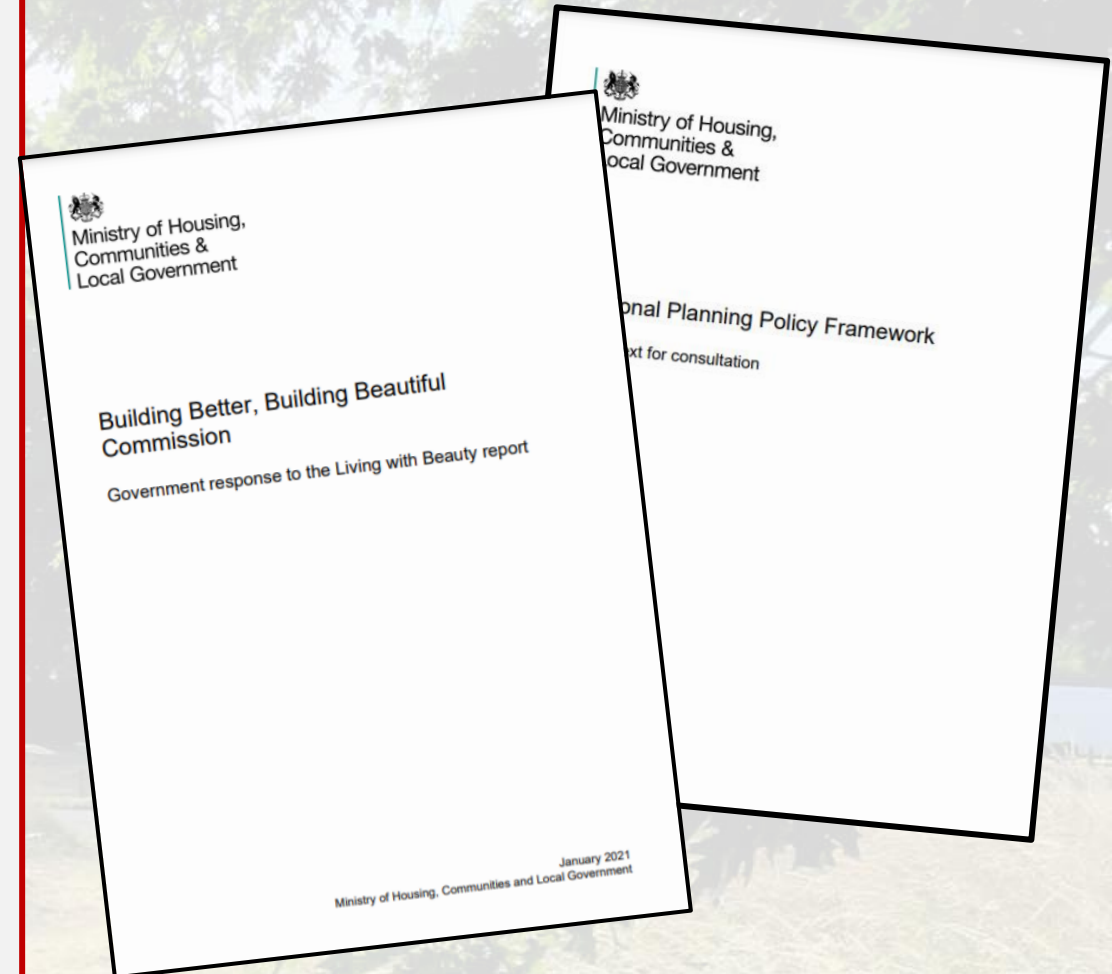 Ministry of Housing,
Communities &
Local Government
Building Better, Building Beautiful
Commission
Government response to the Living with Beauty report
January 2021
Ministry of Housing, Communities and Local Government
Ministry of Housing,
Communities &
ocal Government
onal Planning Policy Framework
xt for consultation